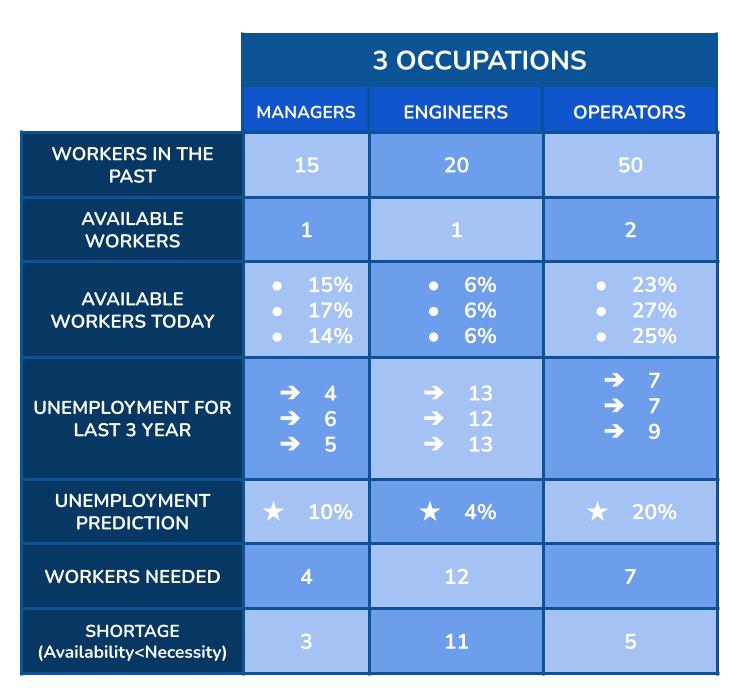 3 OCCUPATIONS
MANAGERS ENGINEERS OPERATORS
WORKERS IN THE
PAST
15 20 50
AVAILABLE
WORKERS
1 1 2
AVAILABLE
WORKERS TODAY
● 15% ● 6% ● 23%
● 17% ● 6% ● 27%
● 14% ● 6% ● 25%
UNEMPLOYMENT FOR
LAST 3 YEAR
➔ 4 ➔ 13 ➔ 7
➔ 6 ➔ 12 ➔ 7
➔ 5 ➔ 13 ➔ 9
UNEMPLOYMENT
PREDICTION
★ 10% ★ 4% ★ 20%
WORKERS NEEDED 4 12 7
SHORTAGE
(Availability<Necessity)
3 11 5